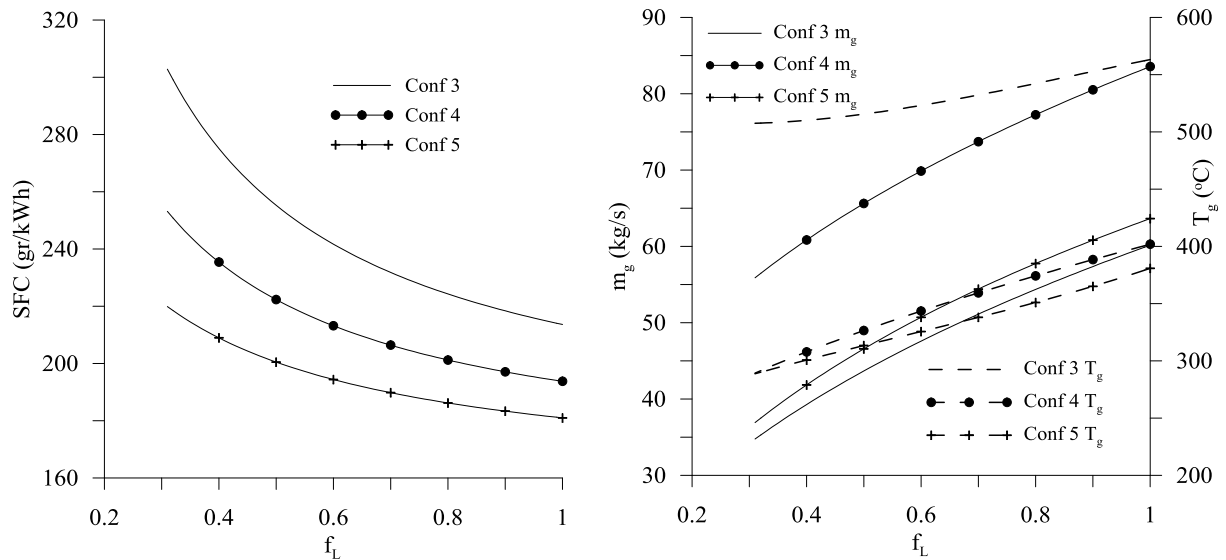 320
280
240
200
160
SFC (gr/kWh)
Conf 3
Conf 4
Conf 5
0.2 0.4 0.6 0.8 1
f_L
90
80
70
60
50
40
30
m_g (kg/s)
Conf 3 m_g
Conf 4 m_g
Conf 5 m_g
600
500
400
300
200
T_g (°C)
Conf 3 T_g
Conf 4 T_g
Conf 5 T_g
0.2 0.4 0.6 0.8 1
f_L